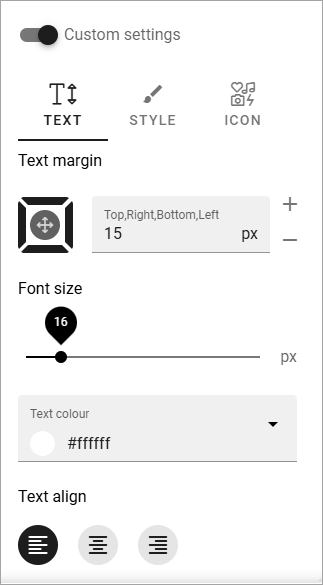 Custom settings
TEXT STYLE ICON
Text margin
Top,Right,Bottom,Left
15 px
Font size
16
px
Text colour
#ffffff
Text align